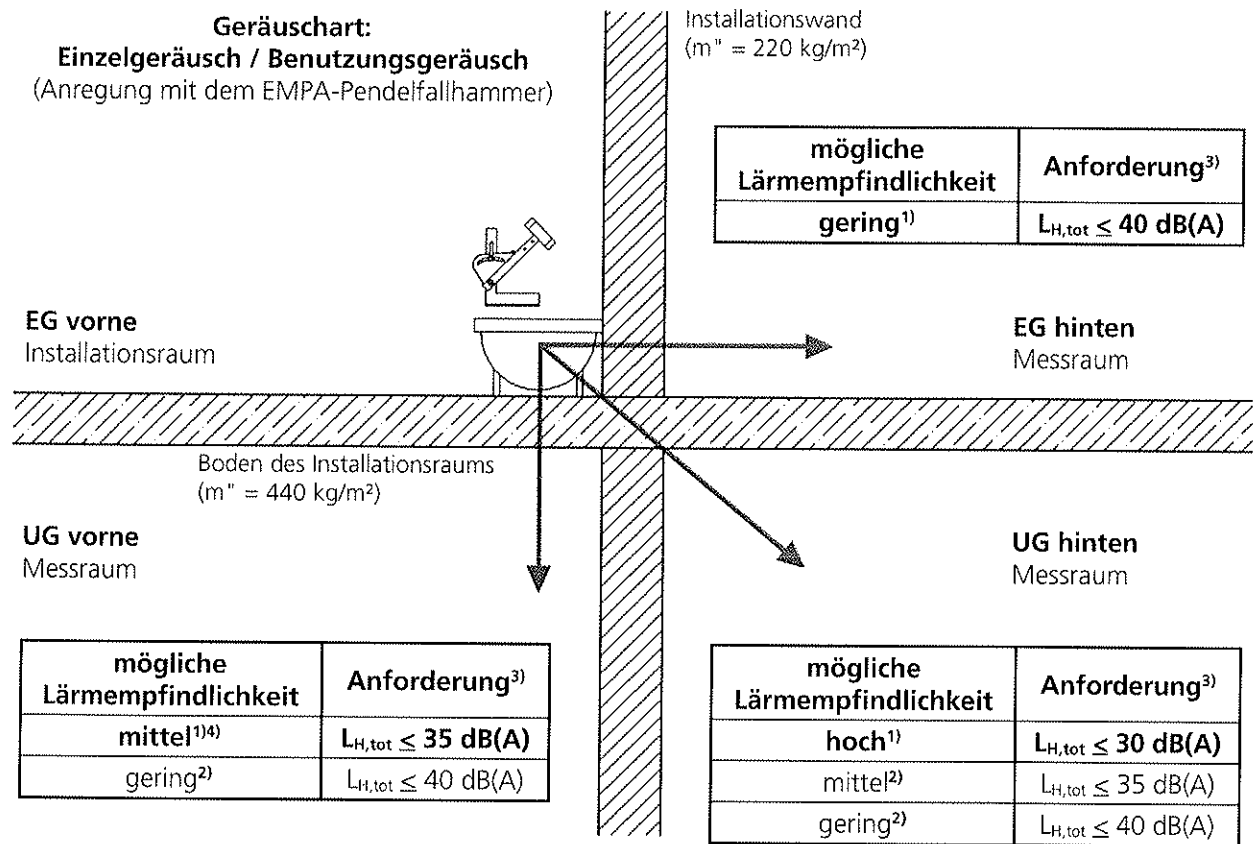 Geräuschart:
Einzelgeräusch / Benutzungsgeräusch
(Anregung mit dem EMPA-Pendelfallhammer)
Installationswand
(m" = 220 kg/m²)
mögliche Lärmempfindlichkeit | Anforderung³⁾
gering¹⁾ | L_H,tot ≤ 40 dB(A)
EG vorne
Installationsraum
EG hinten
Messraum
Boden des Installationsraums
(m" = 440 kg/m²)
UG vorne
Messraum
UG hinten
Messraum
mögliche Lärmempfindlichkeit | Anforderung³⁾
mittel¹⁾⁴⁾ | L_H,tot ≤ 35 dB(A)
gering²⁾ | L_H,tot ≤ 40 dB(A)
mögliche Lärmempfindlichkeit | Anforderung³⁾
hoch¹⁾ | L_H,tot ≤ 30 dB(A)
mittel²⁾ | L_H,tot ≤ 35 dB(A)
gering²⁾ | L_H,tot ≤ 40 dB(A)